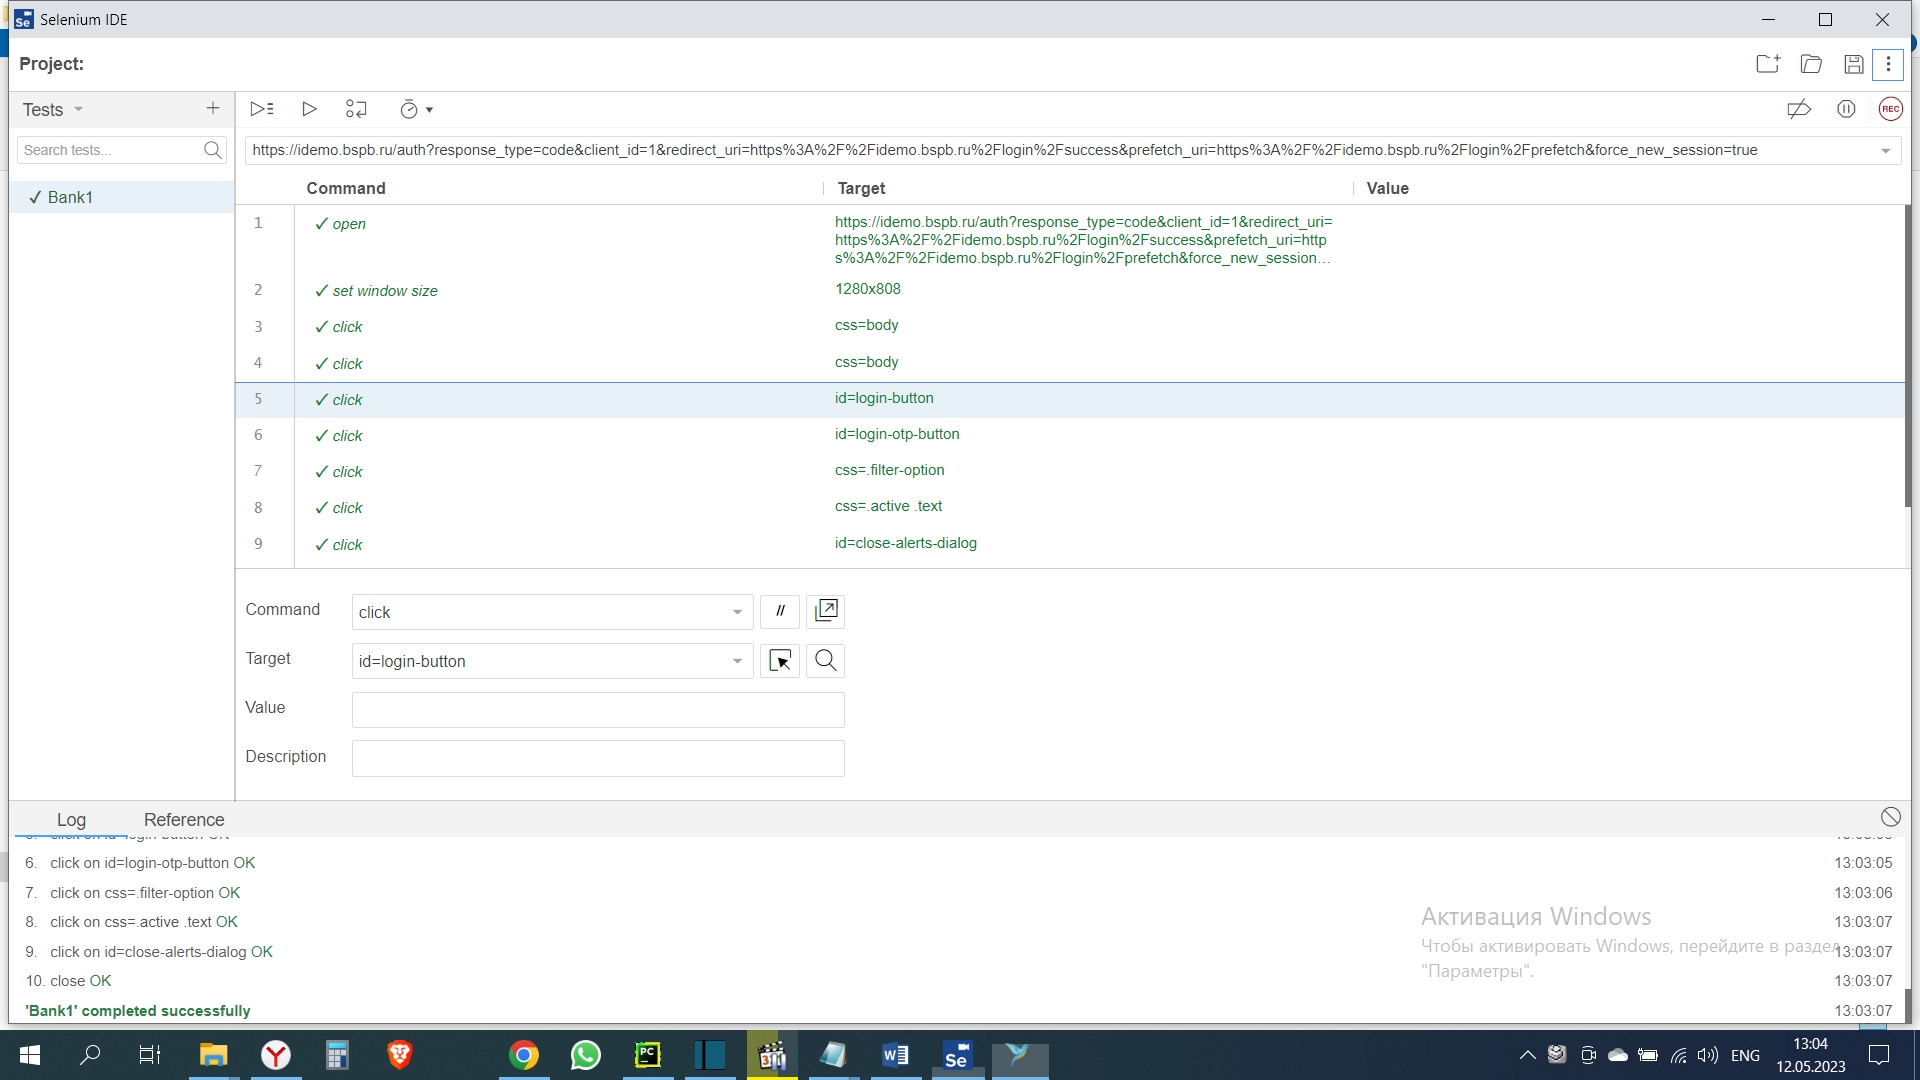 Selenium IDE
Project:
Tests
Search tests...
✓ Bank1
REC
https://idemo.bspb.ru/auth?response_type=code&client_id=1&redirect_uri=https%3A%2F%2Fidemo.bspb.ru%2Flogin%2Fsuccess&prefetch_uri=https%3A%2F%2Fidemo.bspb.ru%2Flogin%2Fprefetch&force_new_session=true
Command Target Value
1 ✓ open https://idemo.bspb.ru/auth?response_type=code&client_id=1&redirect_uri=
https%3A%2F%2Fidemo.bspb.ru%2Flogin%2Fsuccess&prefetch_uri=http
s%3A%2F%2Fidemo.bspb.ru%2Flogin%2Fprefetch&force_new_session...
2 ✓ set window size 1280x808
3 ✓ click css=body
4 ✓ click css=body
5 ✓ click id=login-button
6 ✓ click id=login-otp-button
7 ✓ click css=.filter-option
8 ✓ click css=.active .text
9 ✓ click id=close-alerts-dialog
Command click //
Target id=login-button
Value
Description
Log Reference
6. click on id=login-otp-button OK 13:03:05
7. click on css=.filter-option OK 13:03:06
8. click on css=.active .text OK 13:03:07
9. click on id=close-alerts-dialog OK 13:03:07
10. close OK 13:03:07
'Bank1' completed successfully 13:03:07
Активация Windows
Чтобы активировать Windows, перейдите в раздел
"Параметры".
ENG
13:04
12.05.2023